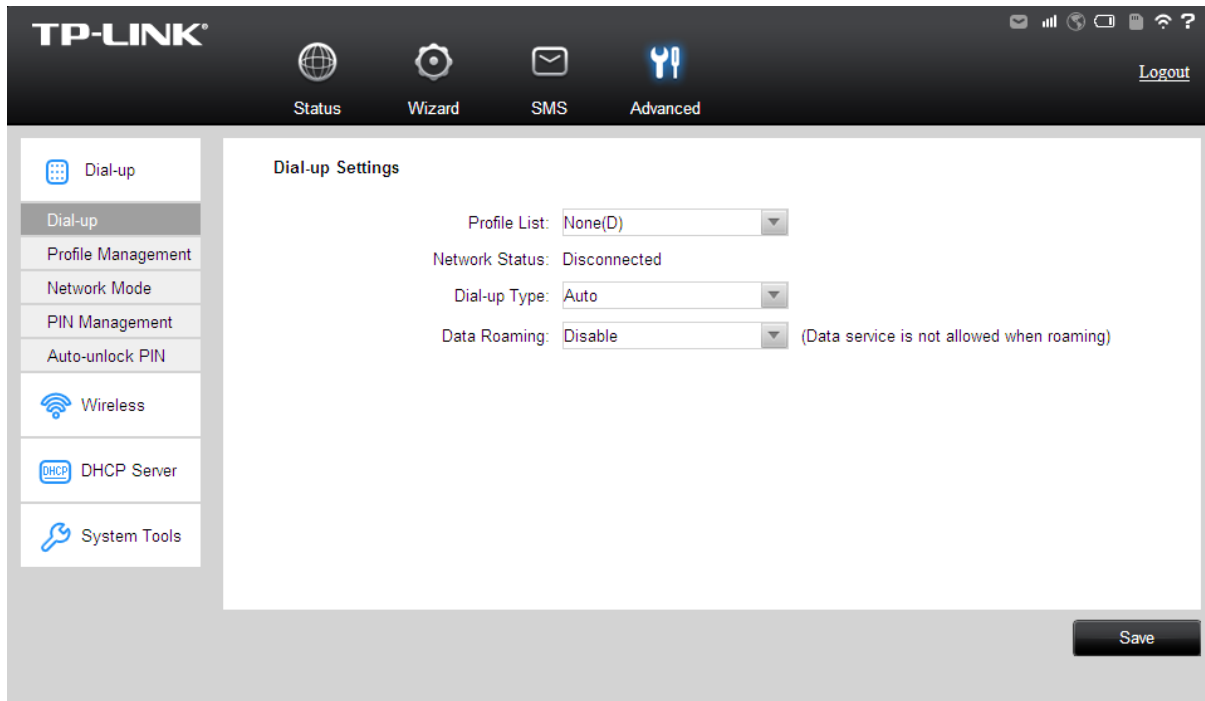 TP-LINK®
?
Logout
Status Wizard SMS Advanced
Dial-up
Dial-up
Profile Management
Network Mode
PIN Management
Auto-unlock PIN
Wireless
DHCP DHCP Server
System Tools
Dial-up Settings
Profile List: None(D)
Network Status: Disconnected
Dial-up Type: Auto
Data Roaming: Disable (Data service is not allowed when roaming)
Save